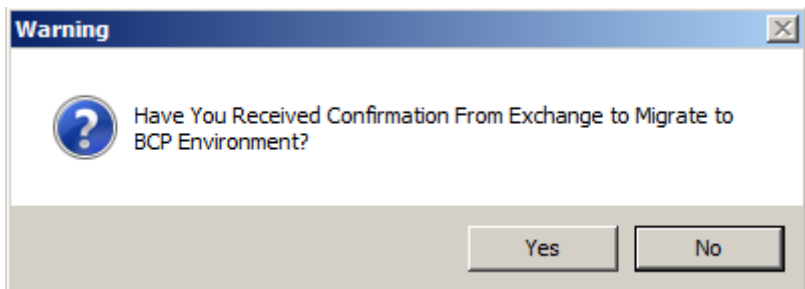 Warning
Have You Received Confirmation From Exchange to Migrate to
BCP Environment?
Yes No